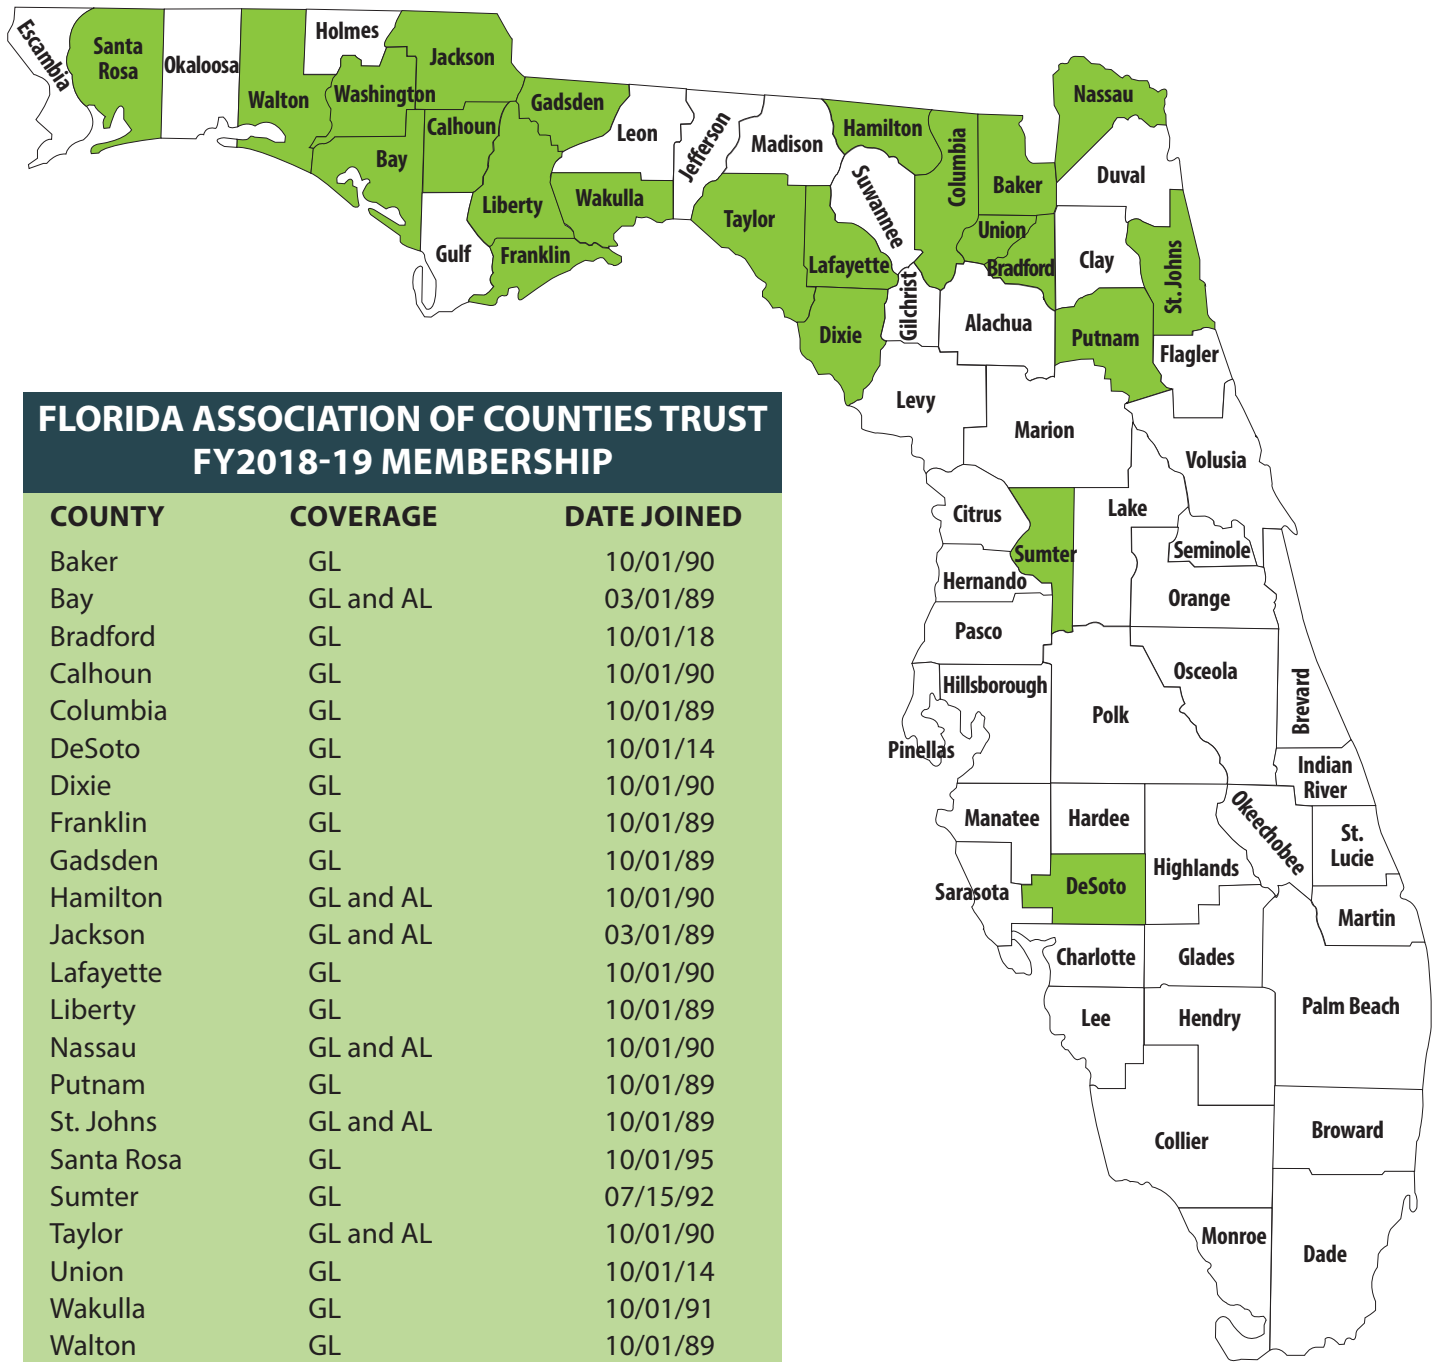 Escambia
Santa
Rosa
Okaloosa
Walton
Holmes
Washington
Jackson
Bay
Calhoun
Gulf
Liberty
Franklin
Gadsden
Leon
Wakulla
Jefferson
Madison
Taylor
Hamilton
Suwannee
Lafayette
Dixie
Columbia
Gilchrist
Baker
Union
Bradford
Alachua
Nassau
Duval
Clay
St. Johns
Putnam
Flagler
Levy
Marion
Volusia
Citrus
Sumter
Lake
Seminole
Hernando
Orange
Pasco
Osceola
Hillsborough
Polk
Brevard
Pinellas
Indian
River
Manatee
Hardee
Okeechobee
St.
Lucie
Highlands
Sarasota
DeSoto
Martin
Charlotte
Glades
Lee
Hendry
Palm Beach
Collier
Broward
Monroe
Dade
FLORIDA ASSOCIATION OF COUNTIES TRUST
FY2018-19 MEMBERSHIP
COUNTY COVERAGE DATE JOINED
Baker GL 10/01/90
Bay GL and AL 03/01/89
Bradford GL 10/01/18
Calhoun GL 10/01/90
Columbia GL 10/01/89
DeSoto GL 10/01/14
Dixie GL 10/01/90
Franklin GL 10/01/89
Gadsden GL 10/01/89
Hamilton GL and AL 10/01/90
Jackson GL and AL 03/01/89
Lafayette GL 10/01/90
Liberty GL 10/01/89
Nassau GL and AL 10/01/90
Putnam GL 10/01/89
St. Johns GL and AL 10/01/89
Santa Rosa GL 10/01/95
Sumter GL 07/15/92
Taylor GL and AL 10/01/90
Union GL 10/01/14
Wakulla GL 10/01/91
Walton GL 10/01/89